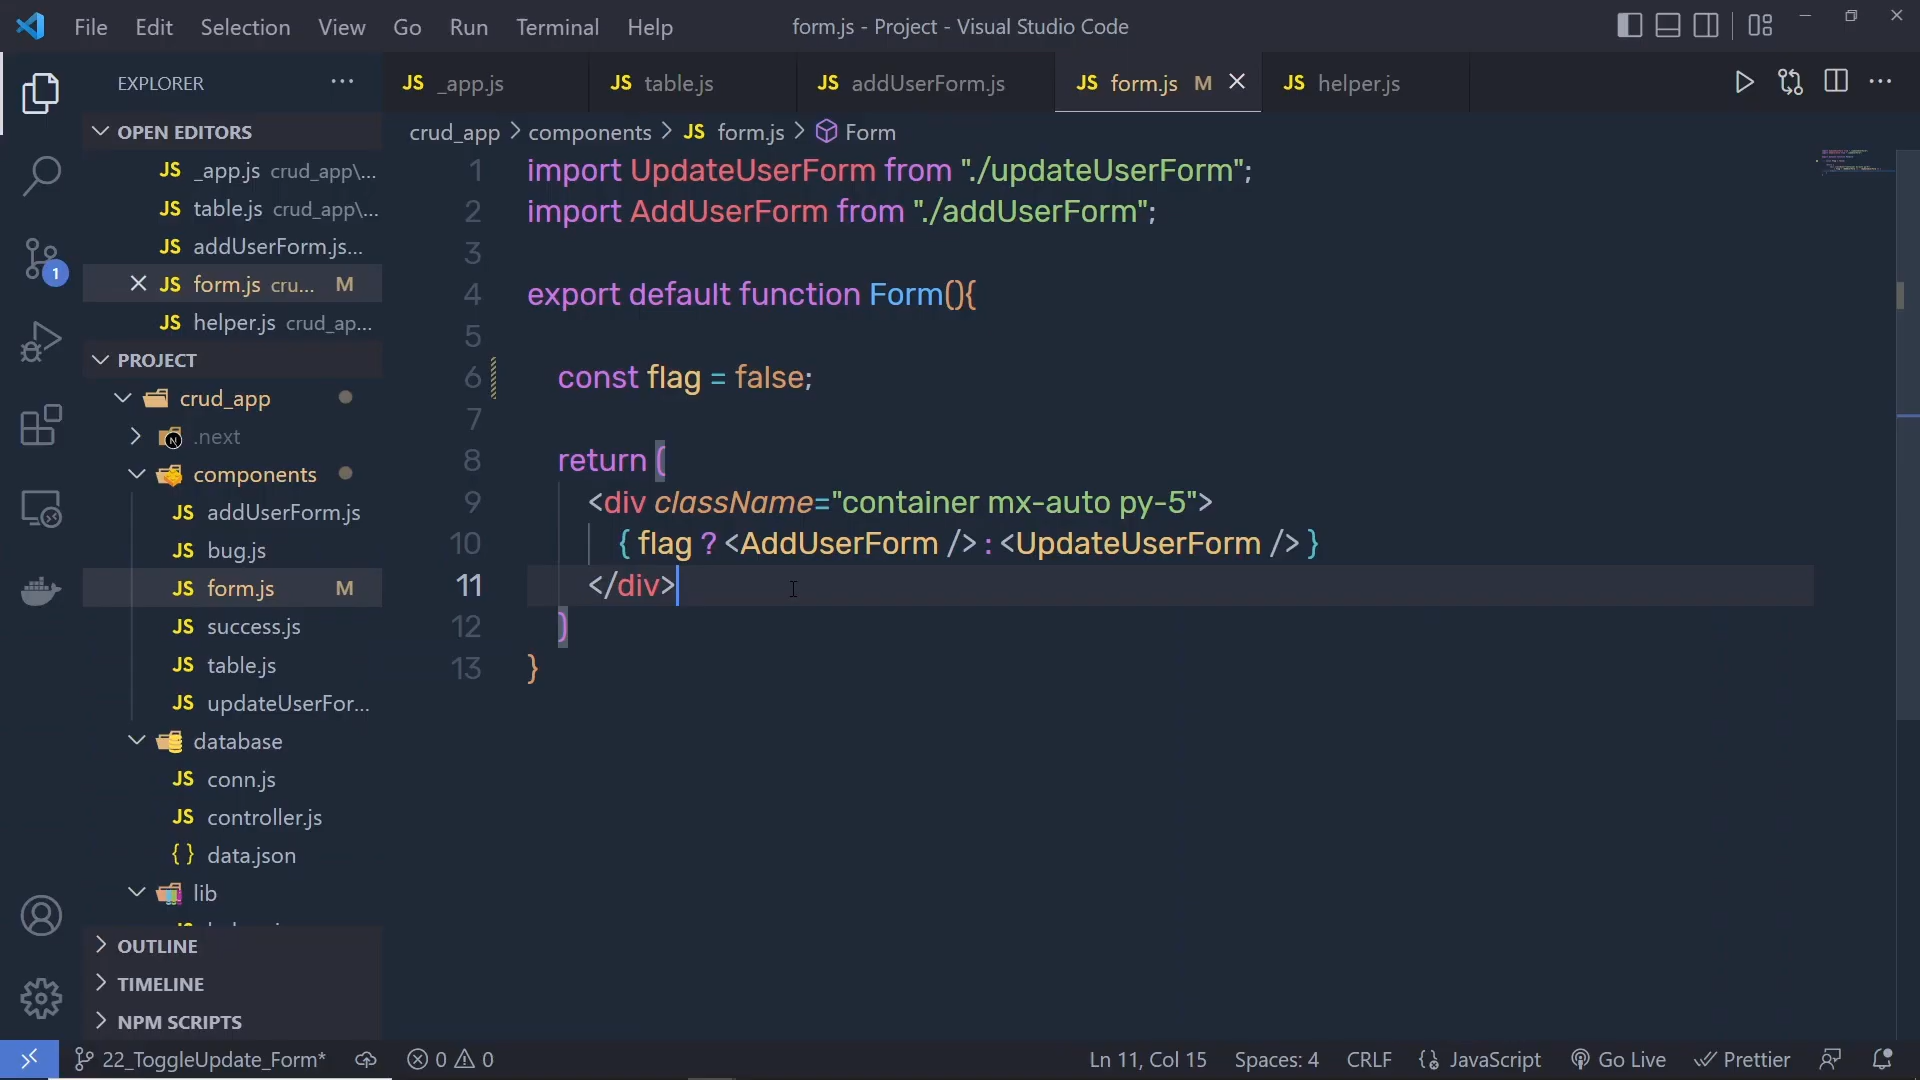 File Edit Selection View Go Run Terminal Help
form.js - Project - Visual Studio Code
EXPLORER
OPEN EDITORS
JS _app.js crud_app\...
JS table.js crud_app\...
JS addUserForm.js...
JS form.js cru... M
JS helper.js crud_ap...
PROJECT
crud_app
N .next
components
JS addUserForm.js
JS bug.js
JS form.js M
JS success.js
JS table.js
JS updateUserFor...
database
JS conn.js
JS controller.js
{ } data.json
lib
OUTLINE
TIMELINE
NPM SCRIPTS
1
JS _app.js JS table.js JS addUserForm.js JS form.js M JS helper.js
crud_app > components > JS form.js > Form
1 import UpdateUserForm from "./updateUserForm";
2 import AddUserForm from "./addUserForm";
3
4 export default function Form(){
5
6 const flag = false;
7
8 return (
9 <div className="container mx-auto py-5">
10 { flag ? <AddUserForm /> : <UpdateUserForm /> }
11 </div>
12 )
13 }
22_ToggleUpdate_Form* 0 0 Ln 11, Col 15 Spaces: 4 CRLF JavaScript Go Live Prettier